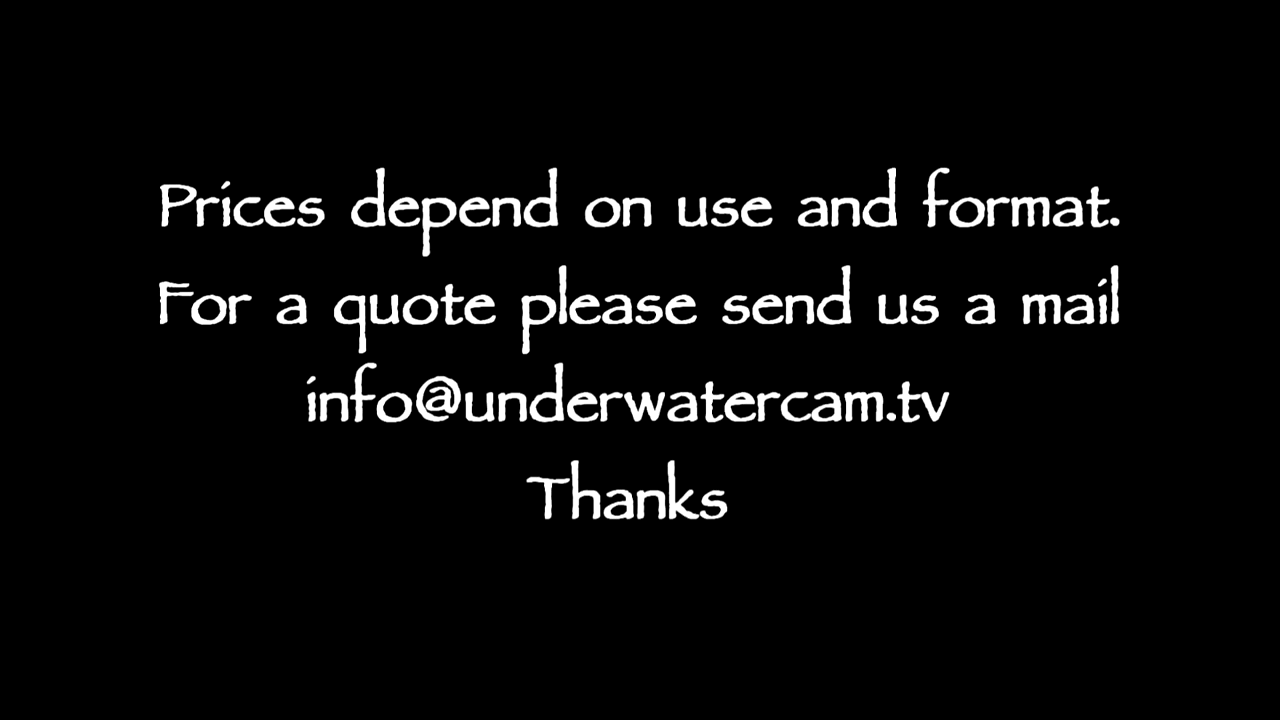 Prices depend on use and format.
For a quote please send us a mail
info@underwatercam.tv
Thanks